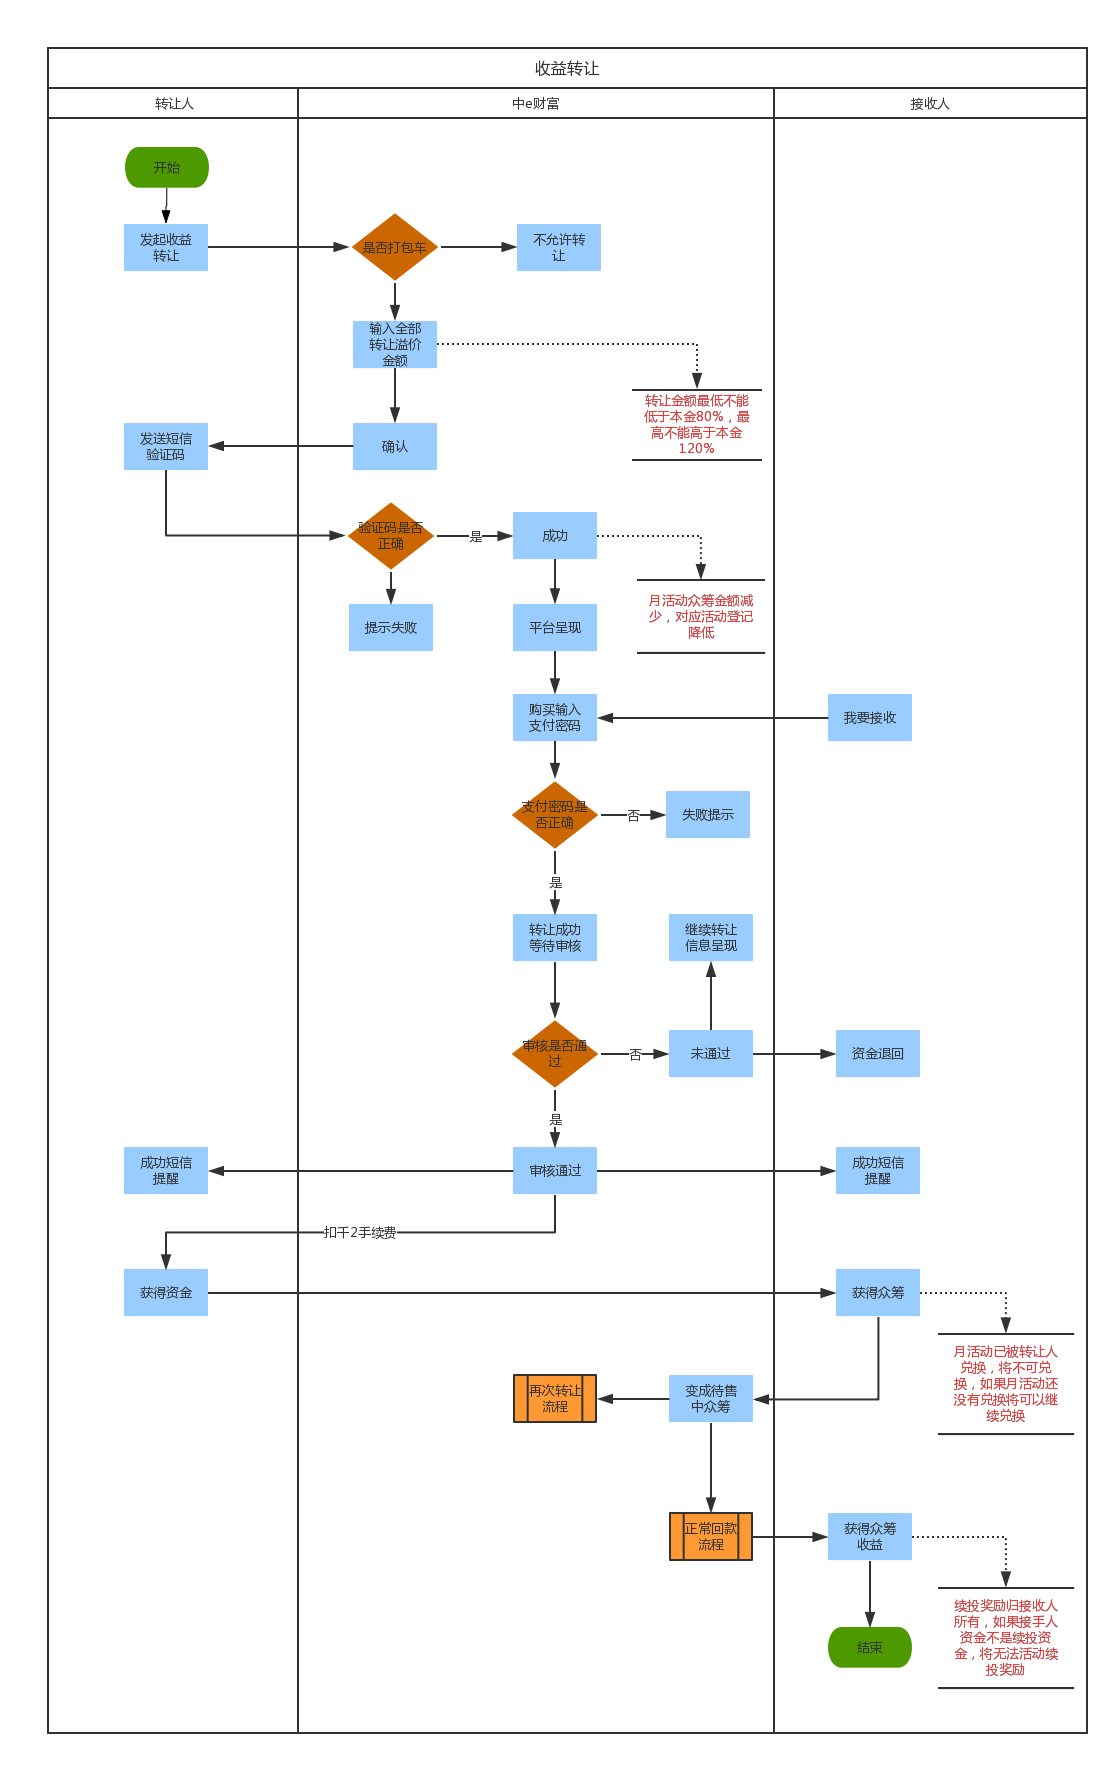 收益转让
转让人
中e财富
接收人
开始
发起收益
转让
是否打包车
不允许转
让
输入全部
转让溢价
金额
转让金额最低不能
低于本金80%，最
高不能高于本金
120%
发送短信
验证码
确认
验证码是否
正确
是
成功
提示失败
平台呈现
月活动众筹金额减
少，对应活动登记
降低
购买输入
支付密码
我要接收
支付密码是
否正确
否
失败提示
是
转让成功
等待审核
继续转让
信息呈现
审核是否通
过
否
未通过
资金退回
是
成功短信
提醒
审核通过
成功短信
提醒
扣千2手续费
获得资金
获得众筹
月活动已被转让人
兑换，将不可兑
换，如果月活动还
没有兑换将可以继
续兑换
再次转让
流程
变成待售
中众筹
正常回款
流程
获得众筹
收益
续投奖励归接收人
所有，如果接手人
资金不是续投资
金，将无法活动续
投奖励
结束